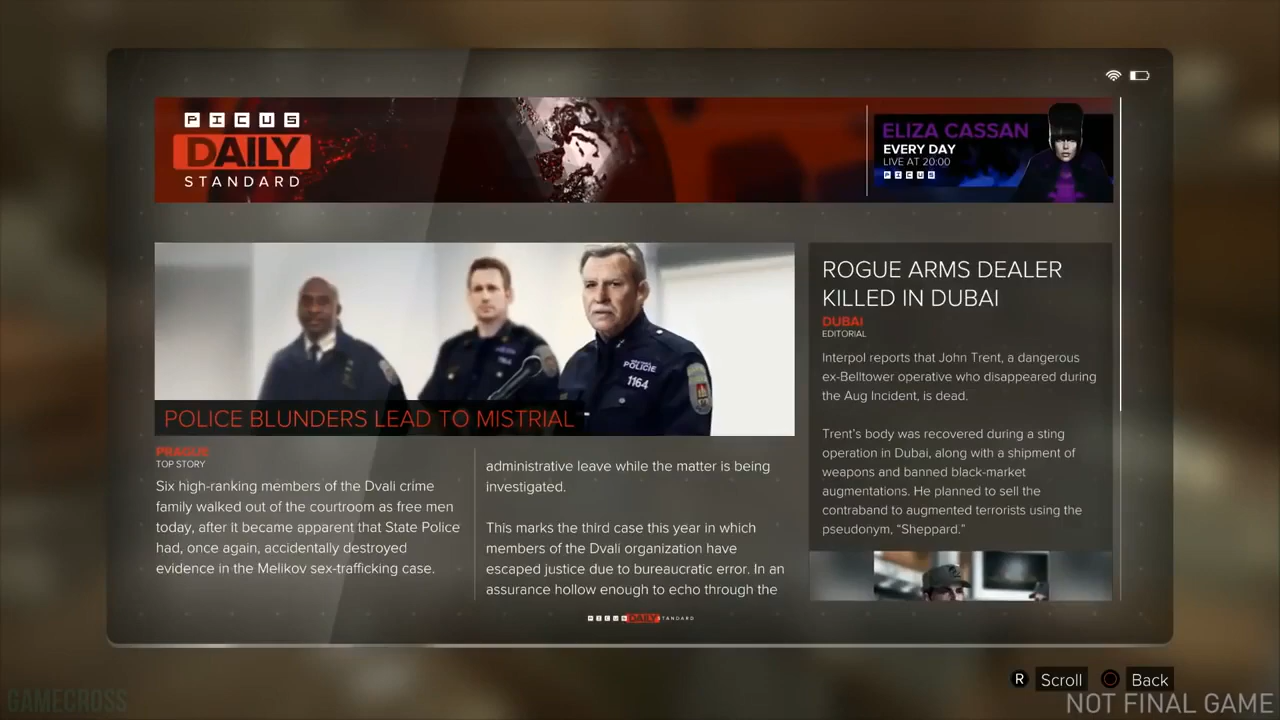 PICUS
DAILY
STANDARD
ELIZA CASSAN
EVERY DAY
LIVE AT 20:00
PICUS
POLICIE
1164
POLICE BLUNDERS LEAD TO MISTRIAL
PRAGUE
TOP STORY
Six high-ranking members of the Dvali crime
family walked out of the courtroom as free men
today, after it became apparent that State Police
had, once again, accidentally destroyed
evidence in the Melikov sex-trafficking case.
administrative leave while the matter is being
investigated.
This marks the third case this year in which
members of the Dvali organization have
escaped justice due to bureaucratic error. In an
assurance hollow enough to echo through the
ROGUE ARMS DEALER
KILLED IN DUBAI
DUBAI
EDITORIAL
Interpol reports that John Trent, a dangerous
ex-Belltower operative who disappeared during
the Aug Incident, is dead.
Trent's body was recovered during a sting
operation in Dubai, along with a shipment of
weapons and banned black-market
augmentations. He planned to sell the
contraband to augmented terrorists using the
pseudonym, “Sheppard.”
PICUS DAILY STANDARD
R Scroll Back
GAMECROSS
NOT FINAL GAME